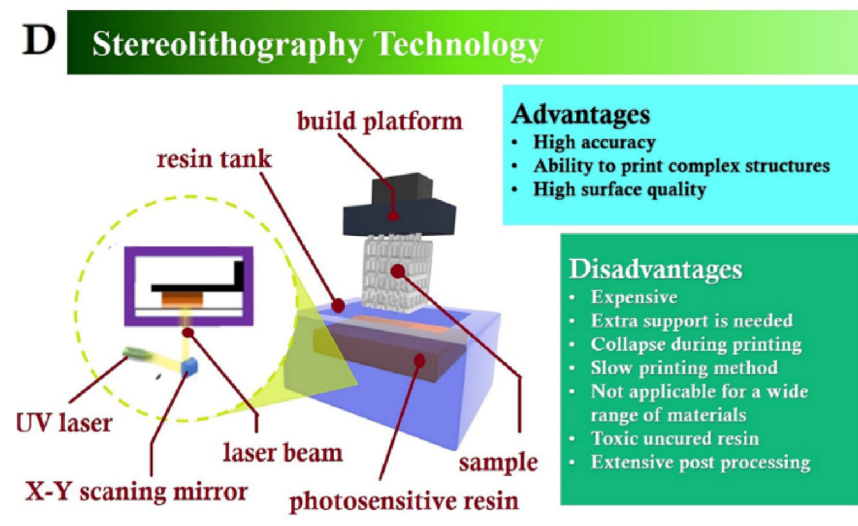 D
Stereolithography Technology
build platform
resin tank
UV laser
X-Y scaning mirror
laser beam
photosensitive resin
sample
Advantages
• High accuracy
• Ability to print complex structures
• High surface quality
Disadvantages
• Expensive
• Extra support is needed
• Collapse during printing
• Slow printing method
• Not applicable for a wide
range of materials
• Toxic uncured resin
• Extensive post processing